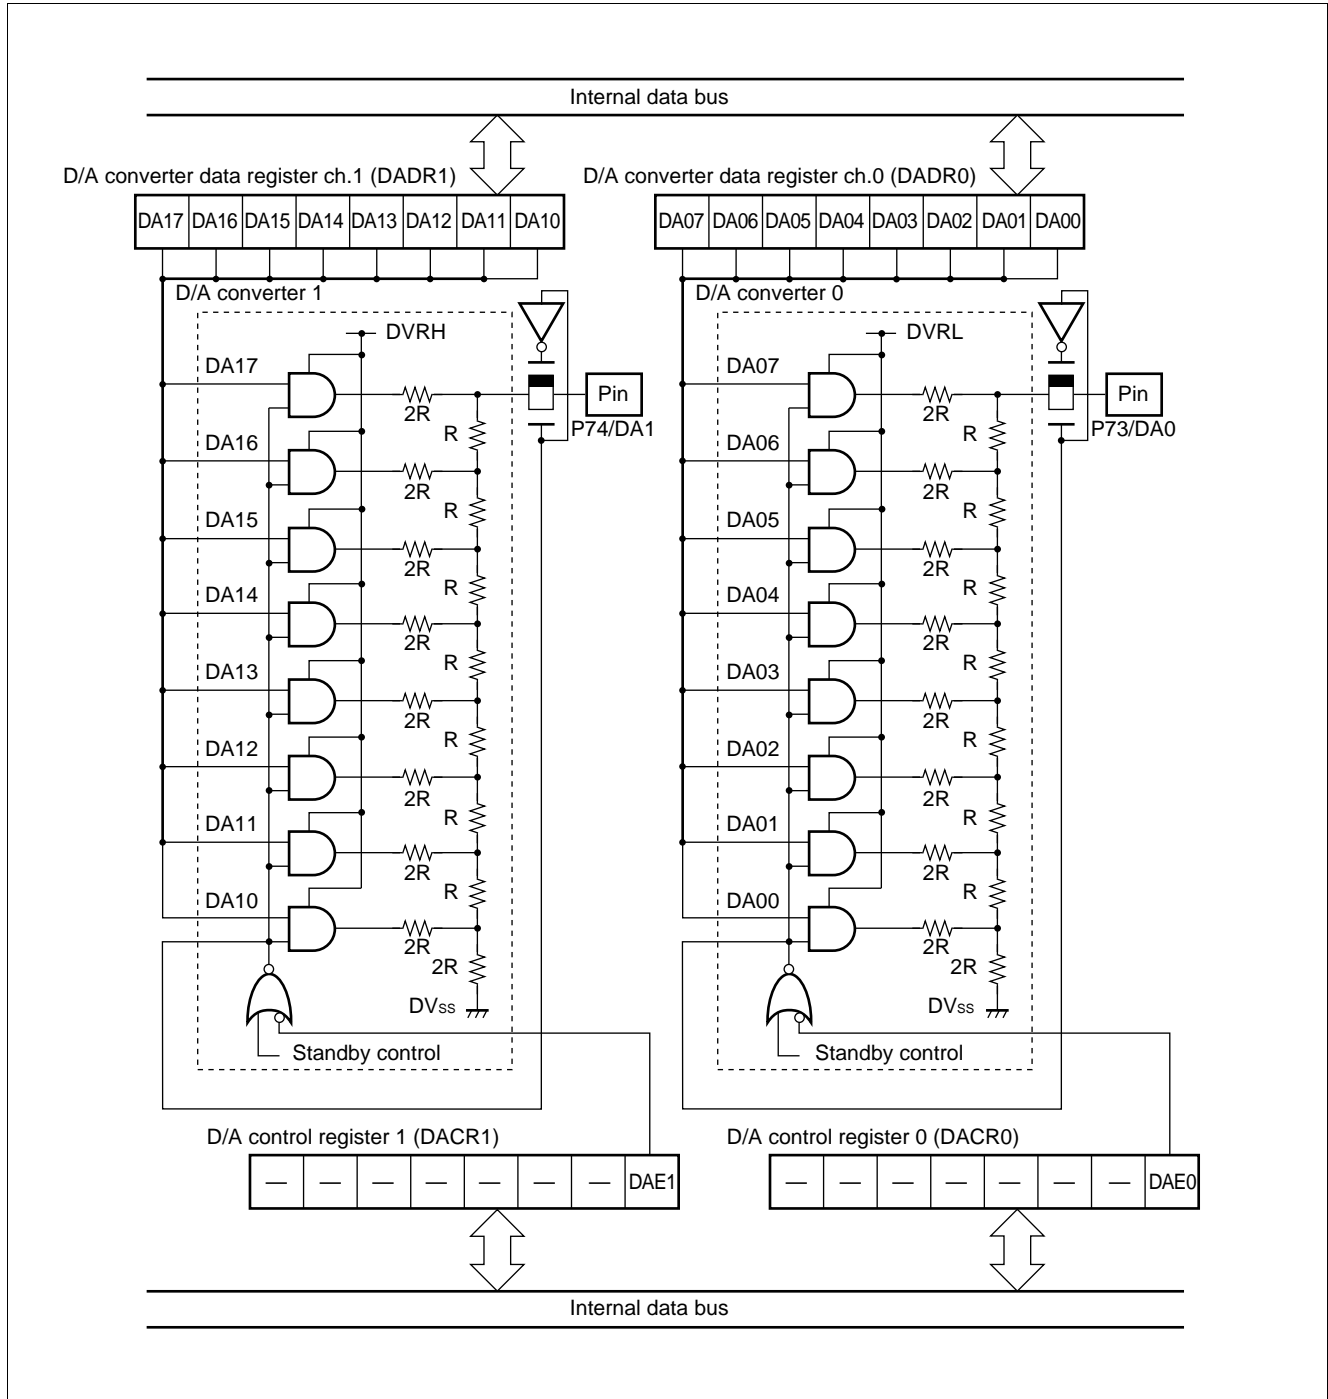 Internal data bus
D/A converter data register ch.1 (DADR1)
D/A converter data register ch.0 (DADR0)
DA17 DA16 DA15 DA14 DA13 DA12 DA11 DA10
DA07 DA06 DA05 DA04 DA03 DA02 DA01 DA00
D/A converter 1
DVRH
DA17
2R
R
Pin
P74/DA1
DA16
2R
R
DA15
2R
R
DA14
2R
R
DA13
2R
R
DA12
2R
R
DA11
2R
R
DA10
2R
2R
DVss
Standby control
D/A converter 0
DVRL
DA07
2R
R
Pin
P73/DA0
DA06
2R
R
DA05
2R
R
DA04
2R
R
DA03
2R
R
DA02
2R
R
DA01
2R
R
DA00
2R
2R
DVss
Standby control
D/A control register 1 (DACR1)
— — — — — — — DAE1
D/A control register 0 (DACR0)
— — — — — — — DAE0
Internal data bus